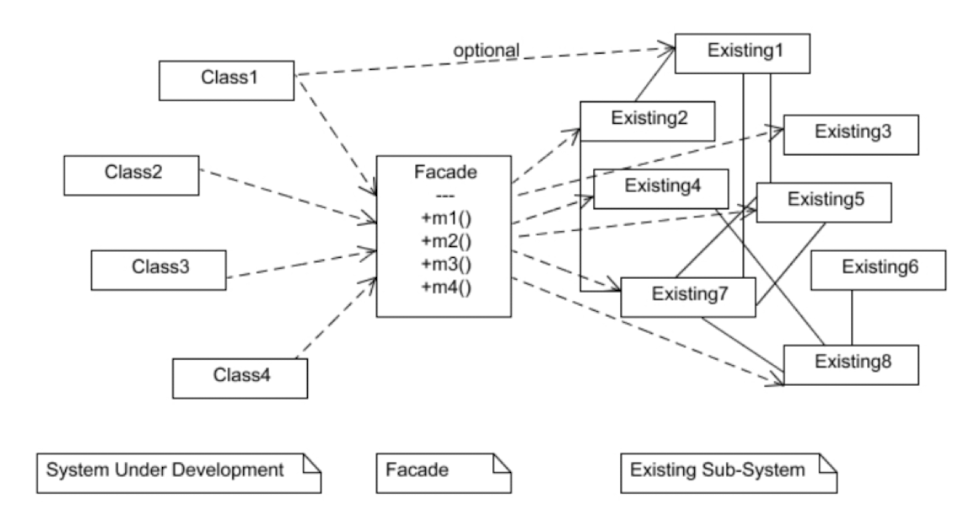 optional
Existing1
Class1
Existing2
Existing3
Class2
Facade
---
+m1()
+m2()
+m3()
+m4()
Existing4
Existing5
Class3
Existing6
Existing7
Class4
Existing8
System Under Development
Facade
Existing Sub-System